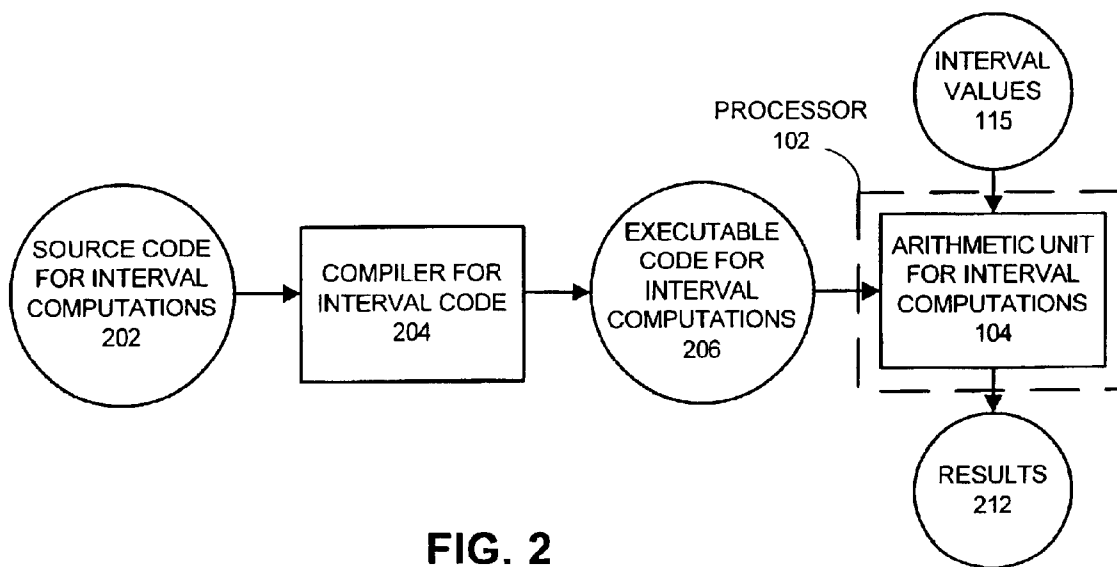 INTERVAL
VALUES
115
PROCESSOR
102
SOURCE CODE
FOR INTERVAL
COMPUTATIONS
202
COMPILER FOR
INTERVAL CODE
204
EXECUTABLE
CODE FOR
INTERVAL
COMPUTATIONS
206
ARITHMETIC UNIT
FOR INTERVAL
COMPUTATIONS
104
RESULTS
212
FIG. 2